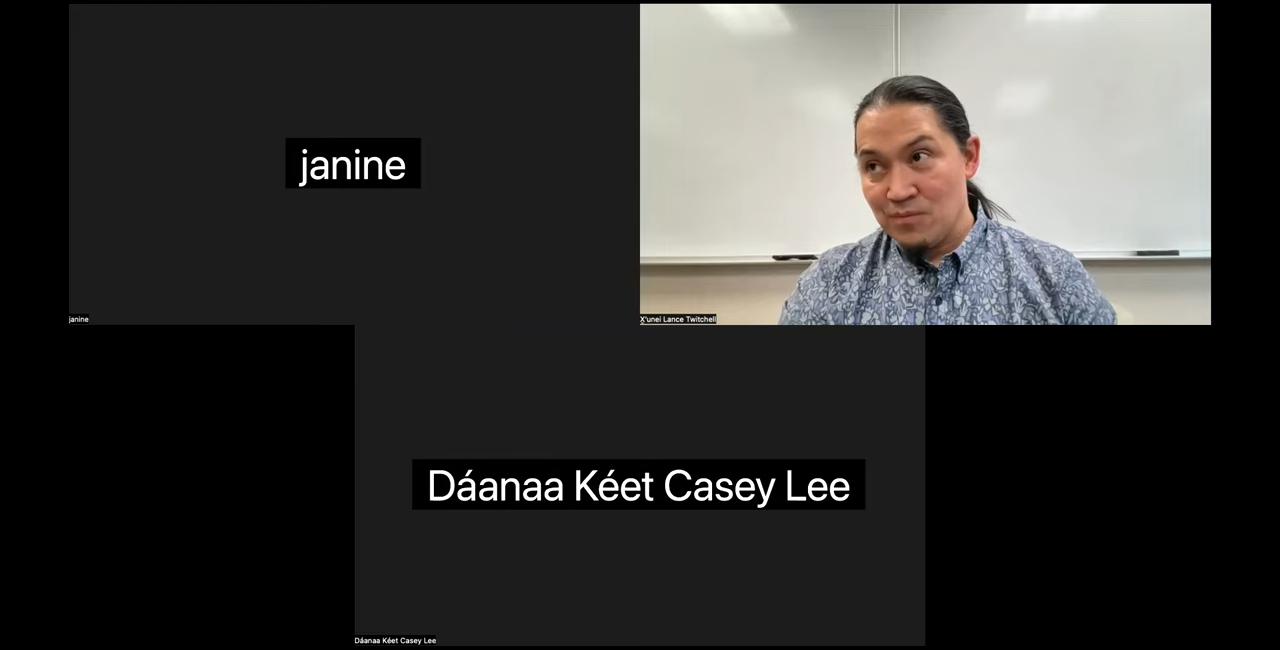 janine
janine
X'unei Lance Twitchell
Dáanaa Kéet Casey Lee
Dáanaa Kéet Casey Lee